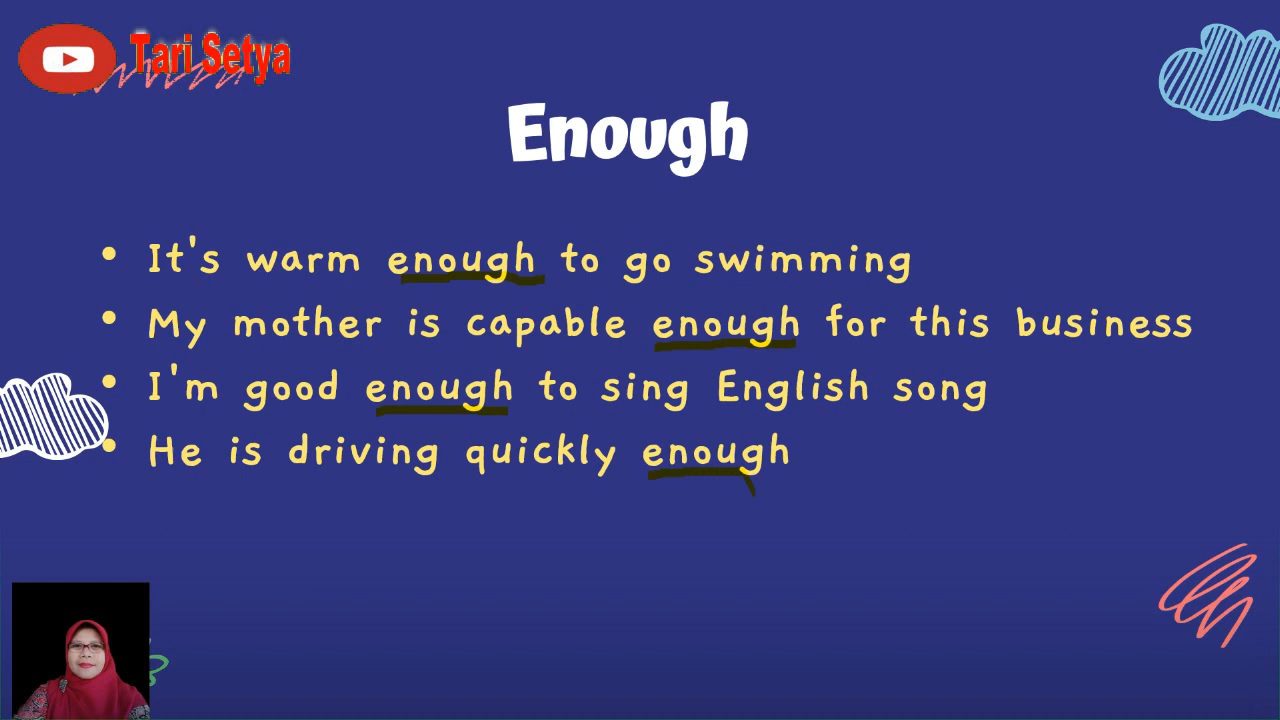 Tari Setya
Enough
• It's warm enough to go swimming
• My mother is capable enough for this business
• I'm good enough to sing English song
• He is driving quickly enough